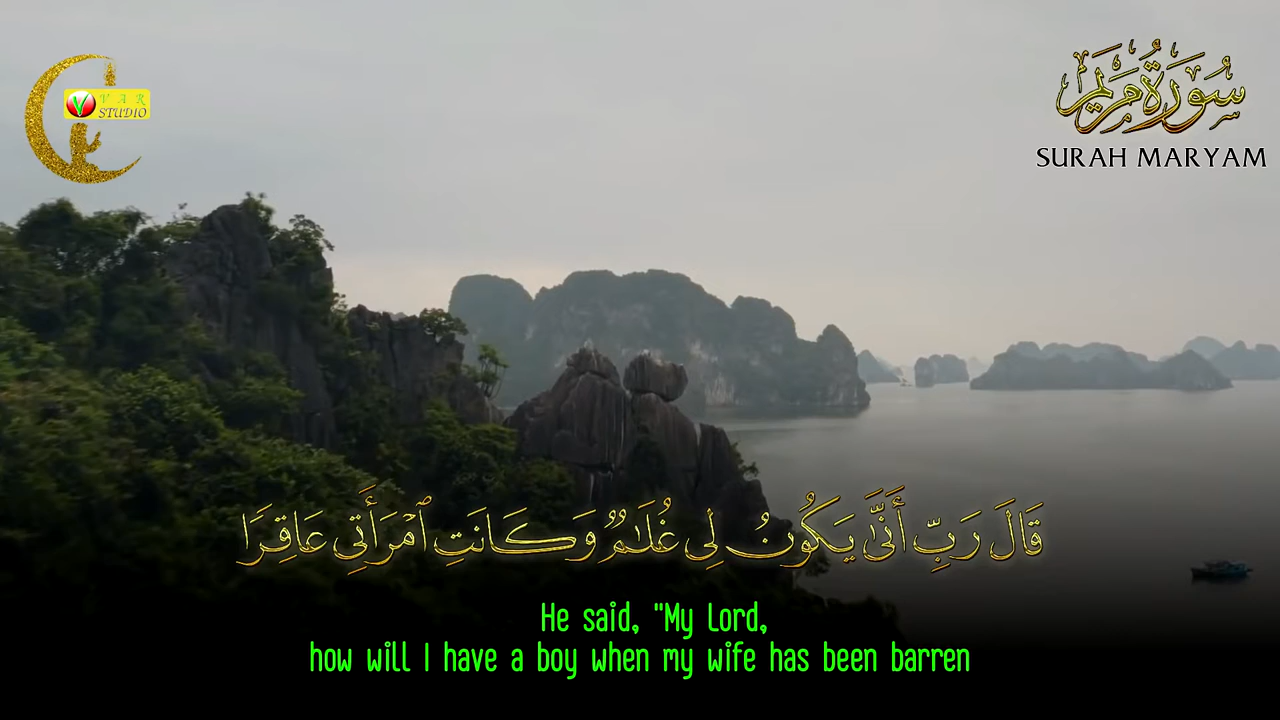 V A R
STUDIO
سُورَةُ مَرْيَم
SURAH MARYAM
قَالَ رَبِّ أَنَّىٰ يَكُونُ لِى غُلَـٰمٌ وَكَانَتِ ٱمْرَأَتِى عَاقِرًا
He said, "My Lord,
how will I have a boy when my wife has been barren